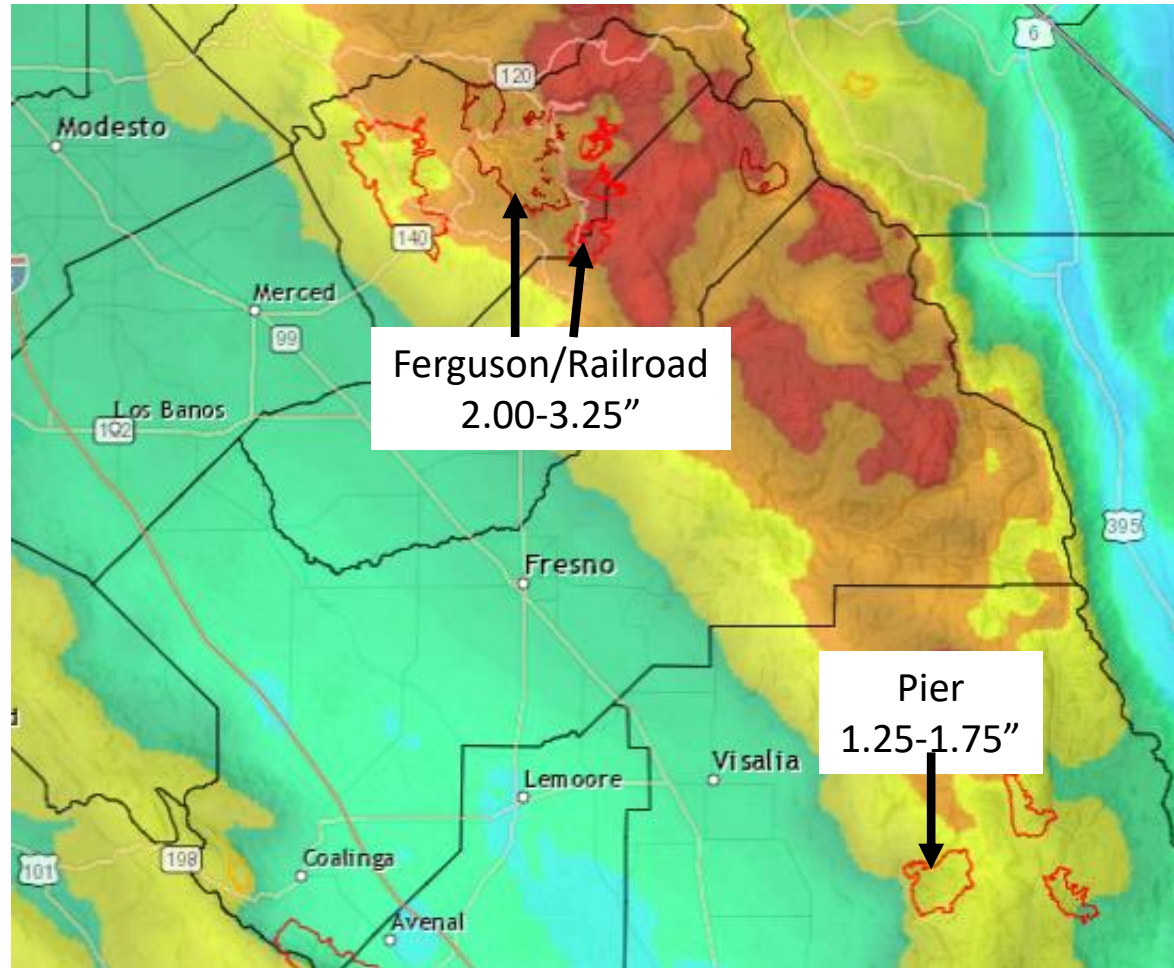 6
120
Modesto
140
Merced
99
Ferguson/Railroad
2.00-3.25”
Los Banos
395
Fresno
Pier
1.25-1.75”
Visalia
Lemoore
Coalinga
198
101
Avenal